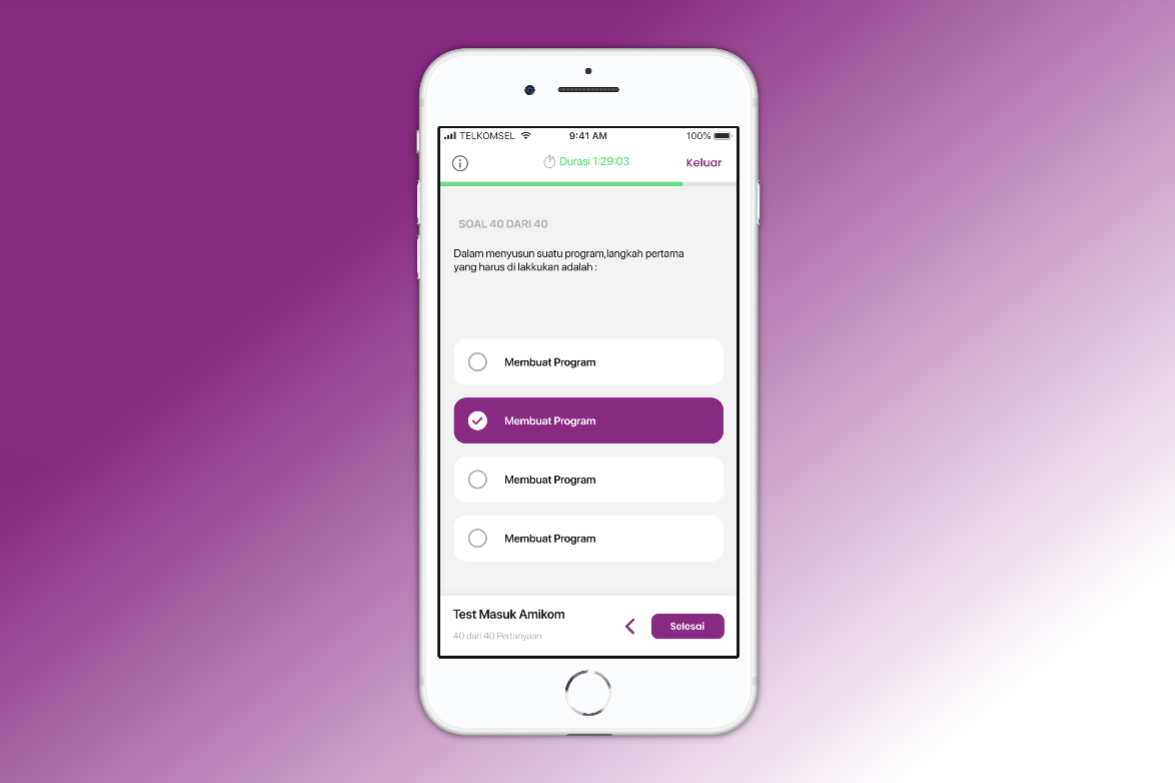 TELKOMSEL 9:41 AM 100%
Durasi 1:29:03 Keluar
SOAL 40 DARI 40
Dalam menyusun suatu program,langkah pertama
yang harus di lakkukan adalah :
Membuat Program
Membuat Program
Membuat Program
Membuat Program
Test Masuk Amikom
40 dari 40 Pertanyaan
Selesai